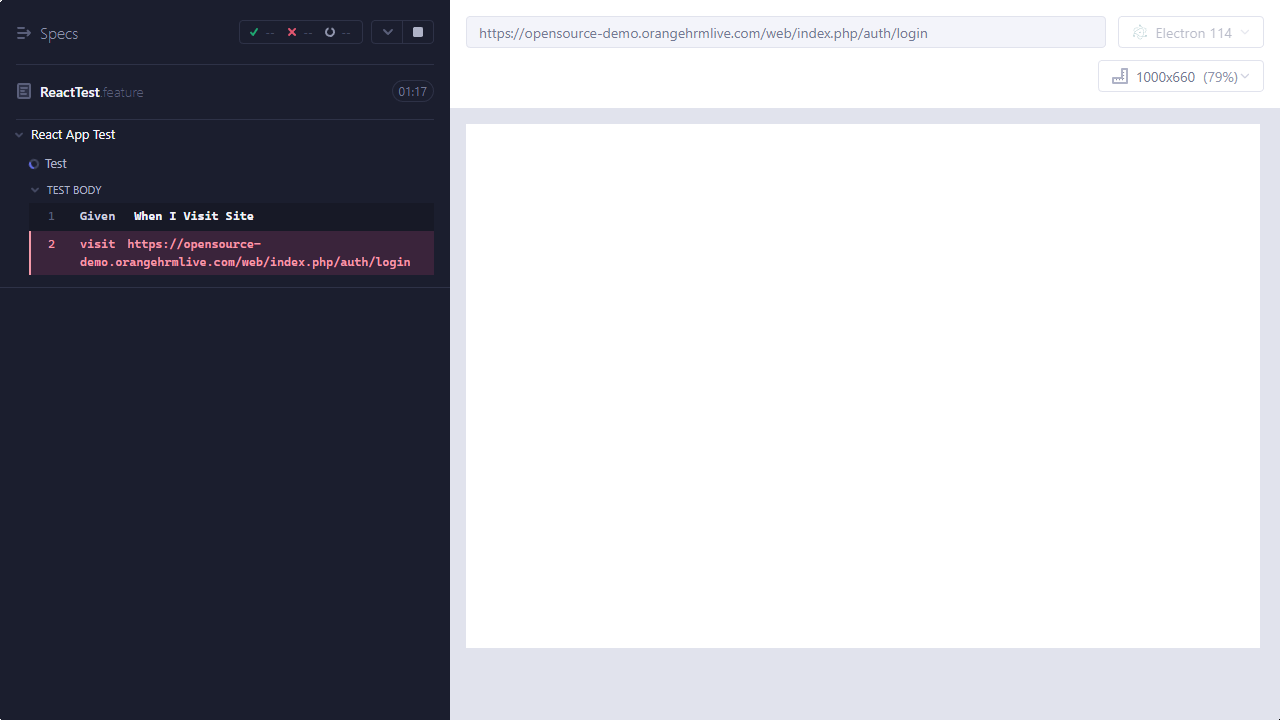 Specs
-- -- --
ReactTest.feature 01:17
React App Test
Test
TEST BODY
1 Given When I Visit Site
2 visit https://opensource-
demo.orangehrmlive.com/web/index.php/auth/login
https://opensource-demo.orangehrmlive.com/web/index.php/auth/login
Electron 114
1000x660 (79%)